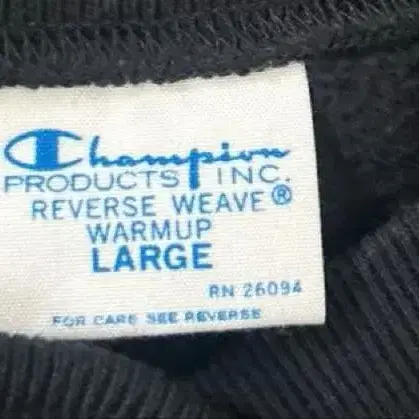 Champion
PRODUCTS INC.
REVERSE WEAVE®
WARMUP
LARGE
RN 26094
FOR CARE SEE REVERSE